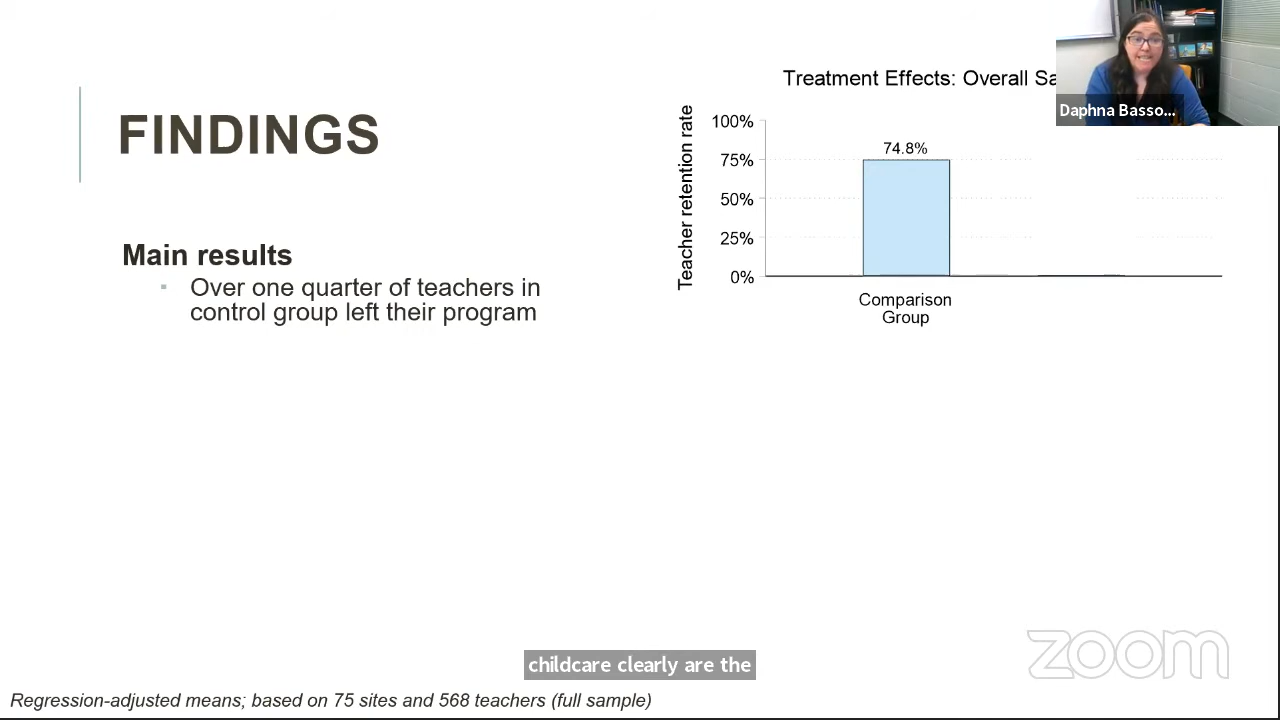 FINDINGS
Main results
Over one quarter of teachers in
control group left their program
Treatment Effects: Overall
Teacher retention rate
100%
75%
50%
25%
0%
74.8%
Comparison
Group
Daphna Basso...
childcare clearly are the
zoom
Regression-adjusted means; based on 75 sites and 568 teachers (full sample)